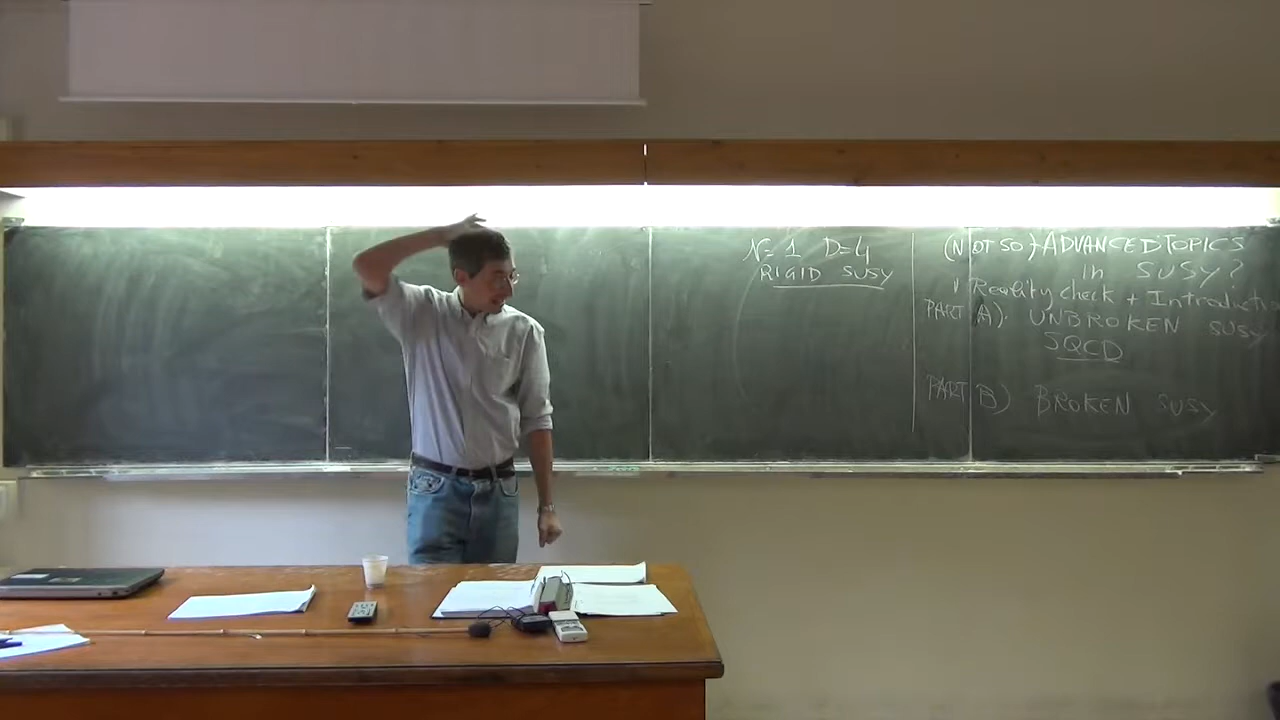 N=1 D=4
RIGID SUSY
(NOT SO) ADVANCED TOPICS
in SUSY?
Reality check + Introducti
PART A). UNBROKEN SUSY
SQCD
PART B) BROKEN SUSY